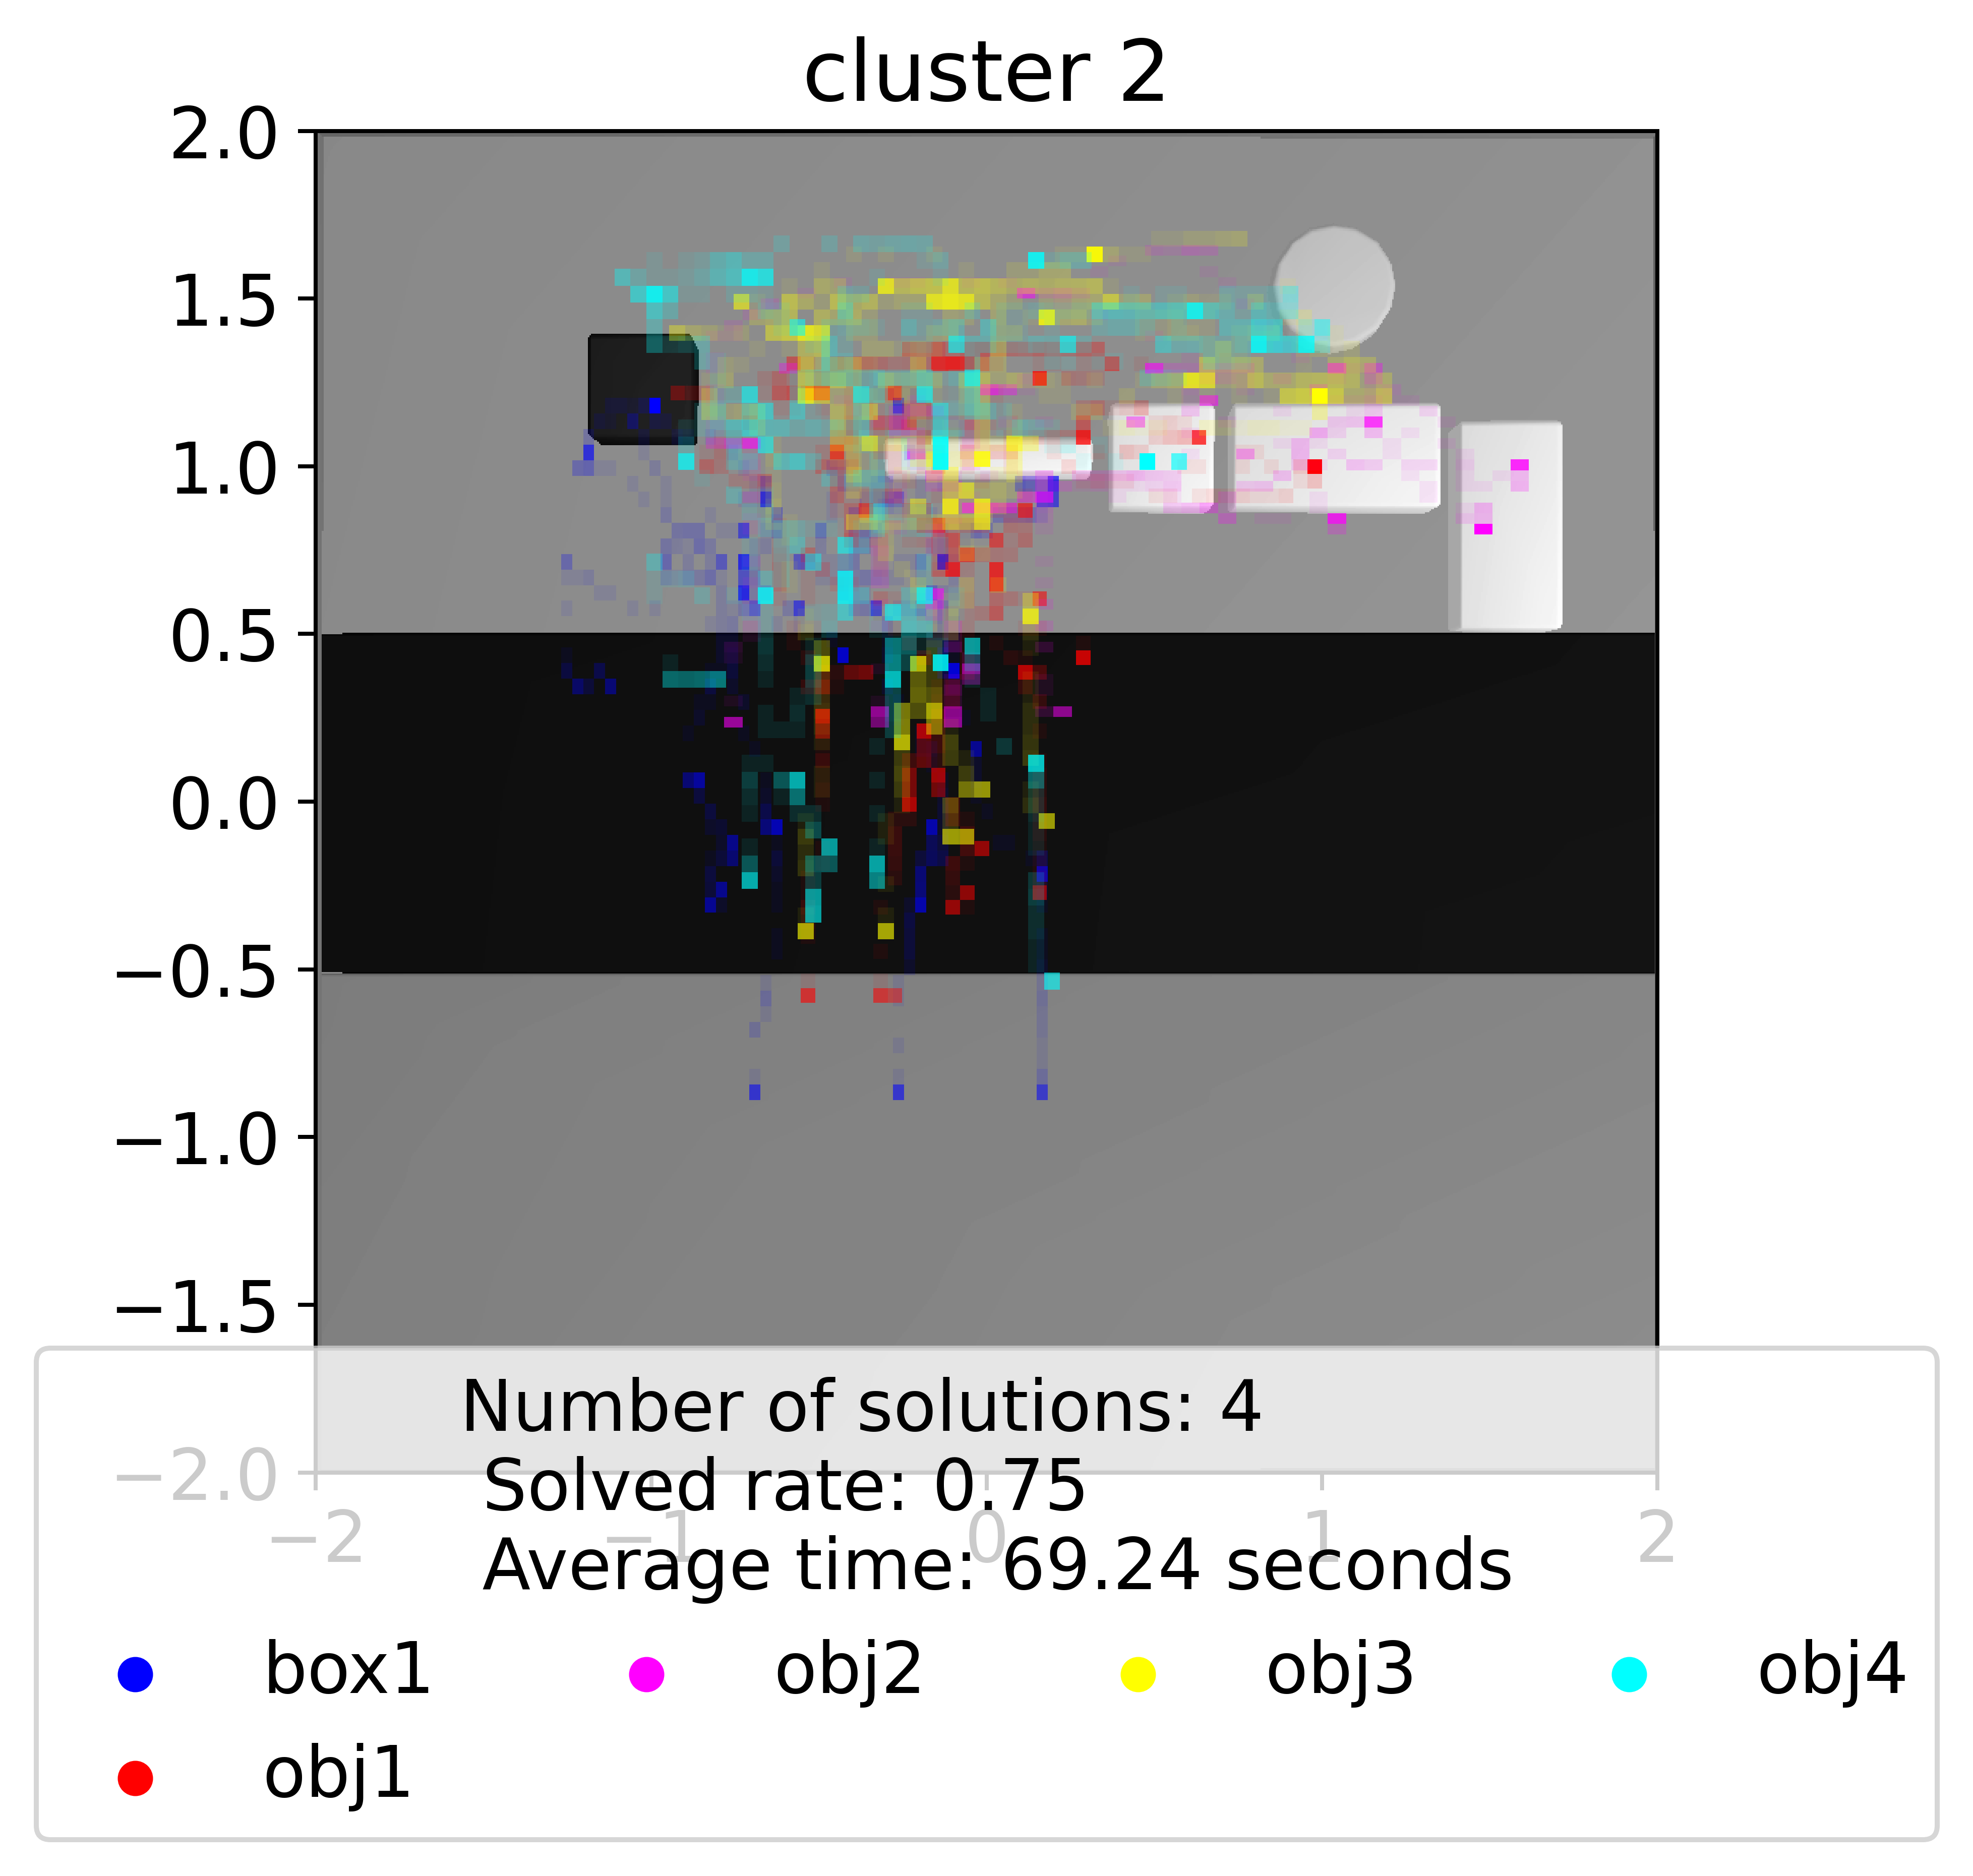 cluster 2
2.0
1.5
1.0
0.5
0.0
−0.5
−1.0
−1.5
−2.0
−2 −1 0 1 2
Number of solutions: 4
Solved rate: 0.75
Average time: 69.24 seconds
box1 obj2 obj3 obj4
obj1